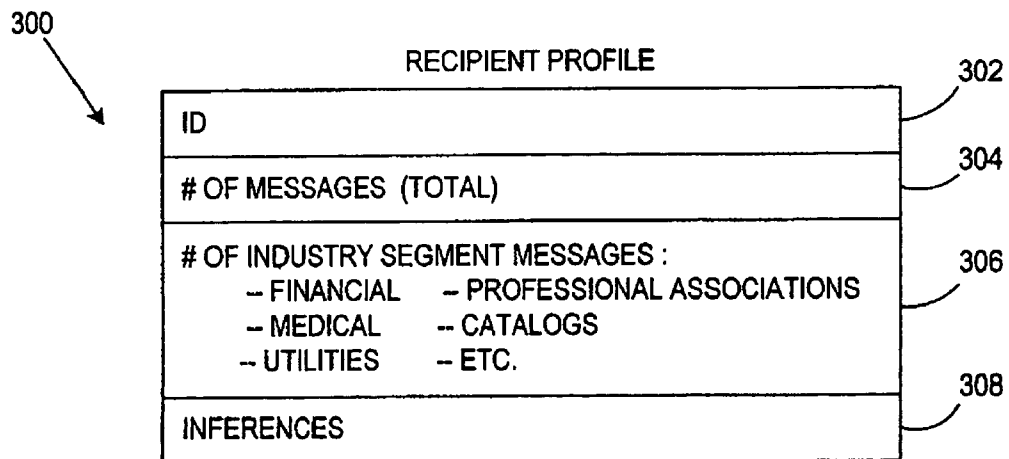 300
RECIPIENT PROFILE
302
ID
304
# OF MESSAGES (TOTAL)
306
# OF INDUSTRY SEGMENT MESSAGES :
-- FINANCIAL -- PROFESSIONAL ASSOCIATIONS
-- MEDICAL -- CATALOGS
-- UTILITIES -- ETC.
308
INFERENCES